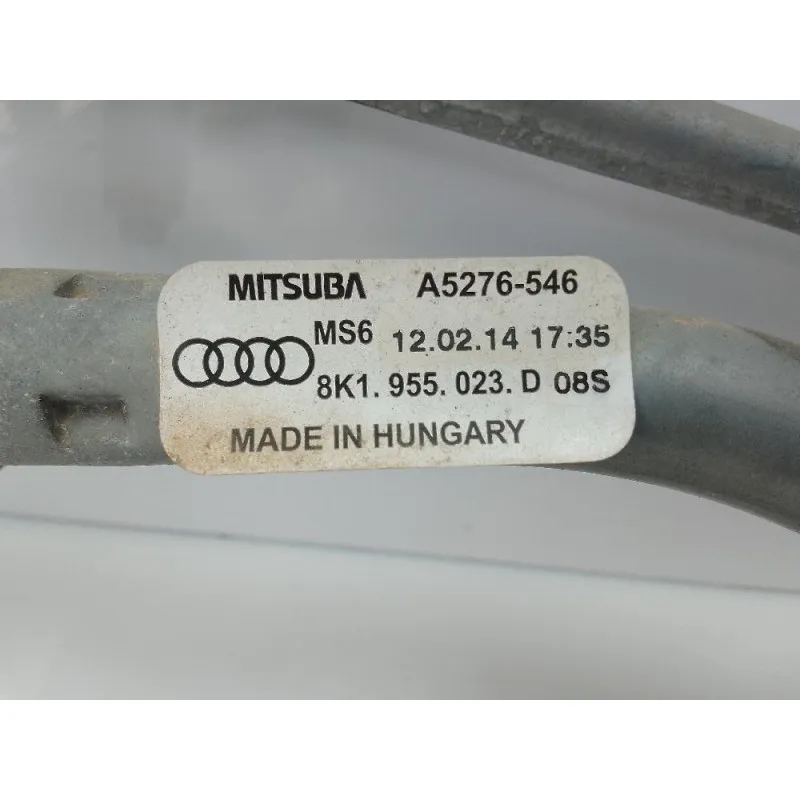 MITSUBA A5276-546
MS6 12.02.14 17:35
8K1.955.023.D 08S
MADE IN HUNGARY